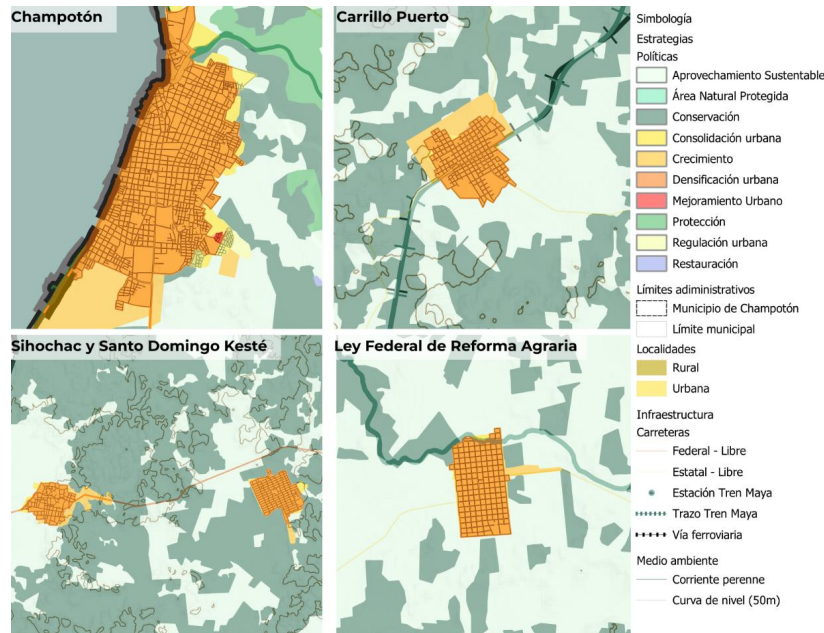 Champotón
Carrillo Puerto
Sihochac y Santo Domingo Kesté
Ley Federal de Reforma Agraria
Simbología
Estrategias
Políticas
Aprovechamiento Sustentable
Área Natural Protegida
Conservación
Consolidación urbana
Crecimiento
Densificación urbana
Mejoramiento Urbano
Protección
Regulación urbana
Restauración
Límites adiministrativos
Municipio de Champotón
Límite municipal
Localidades
Rural
Urbana
Infraestructura
Carreteras
Federal - Libre
Estatal - Libre
Estación Tren Maya
Trazo Tren Maya
Vía ferroviaria
Medio ambiente
Corriente perenne
Curva de nivel (50m)